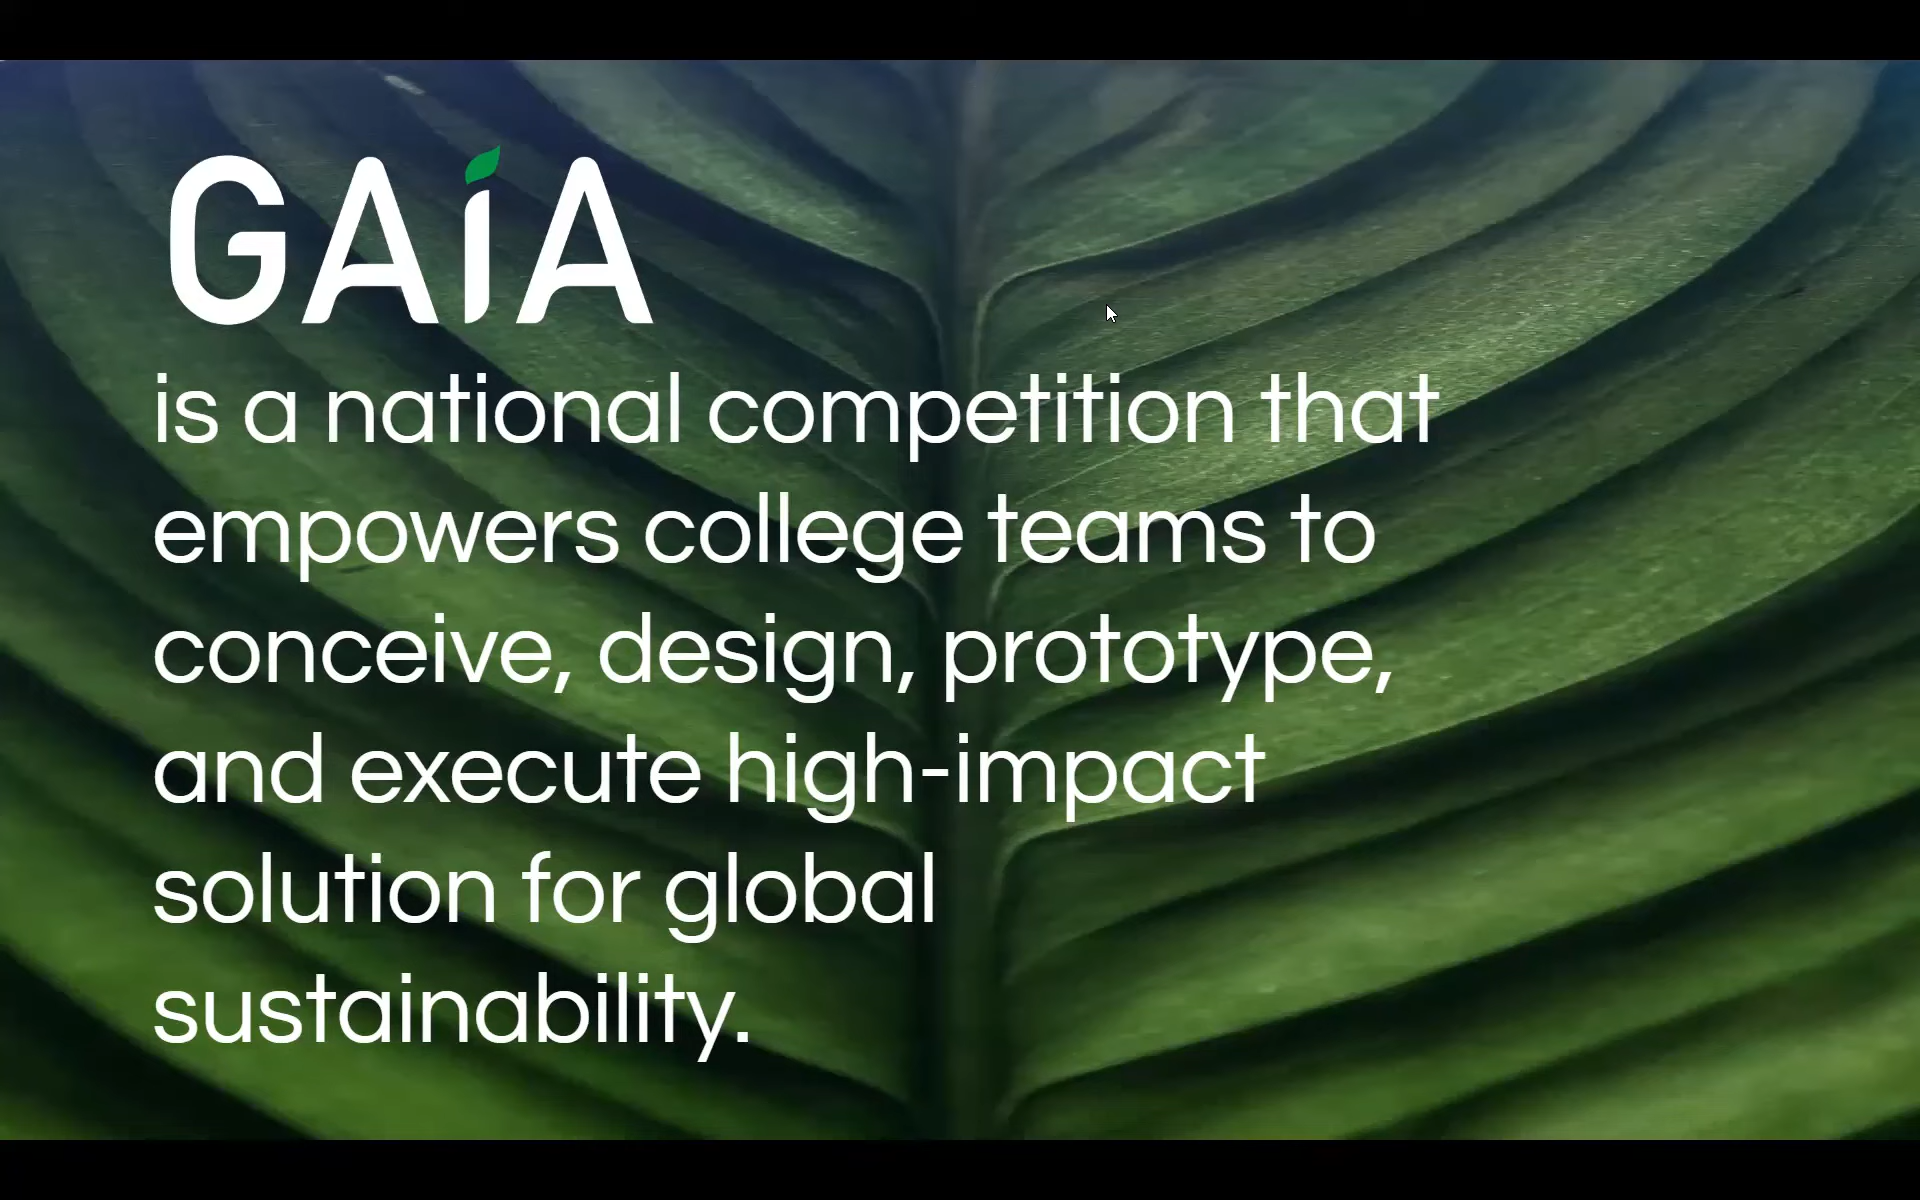 GAiA
is a national competition that
empowers college teams to
conceive, design, prototype,
and execute high-impact
solution for global
sustainability.